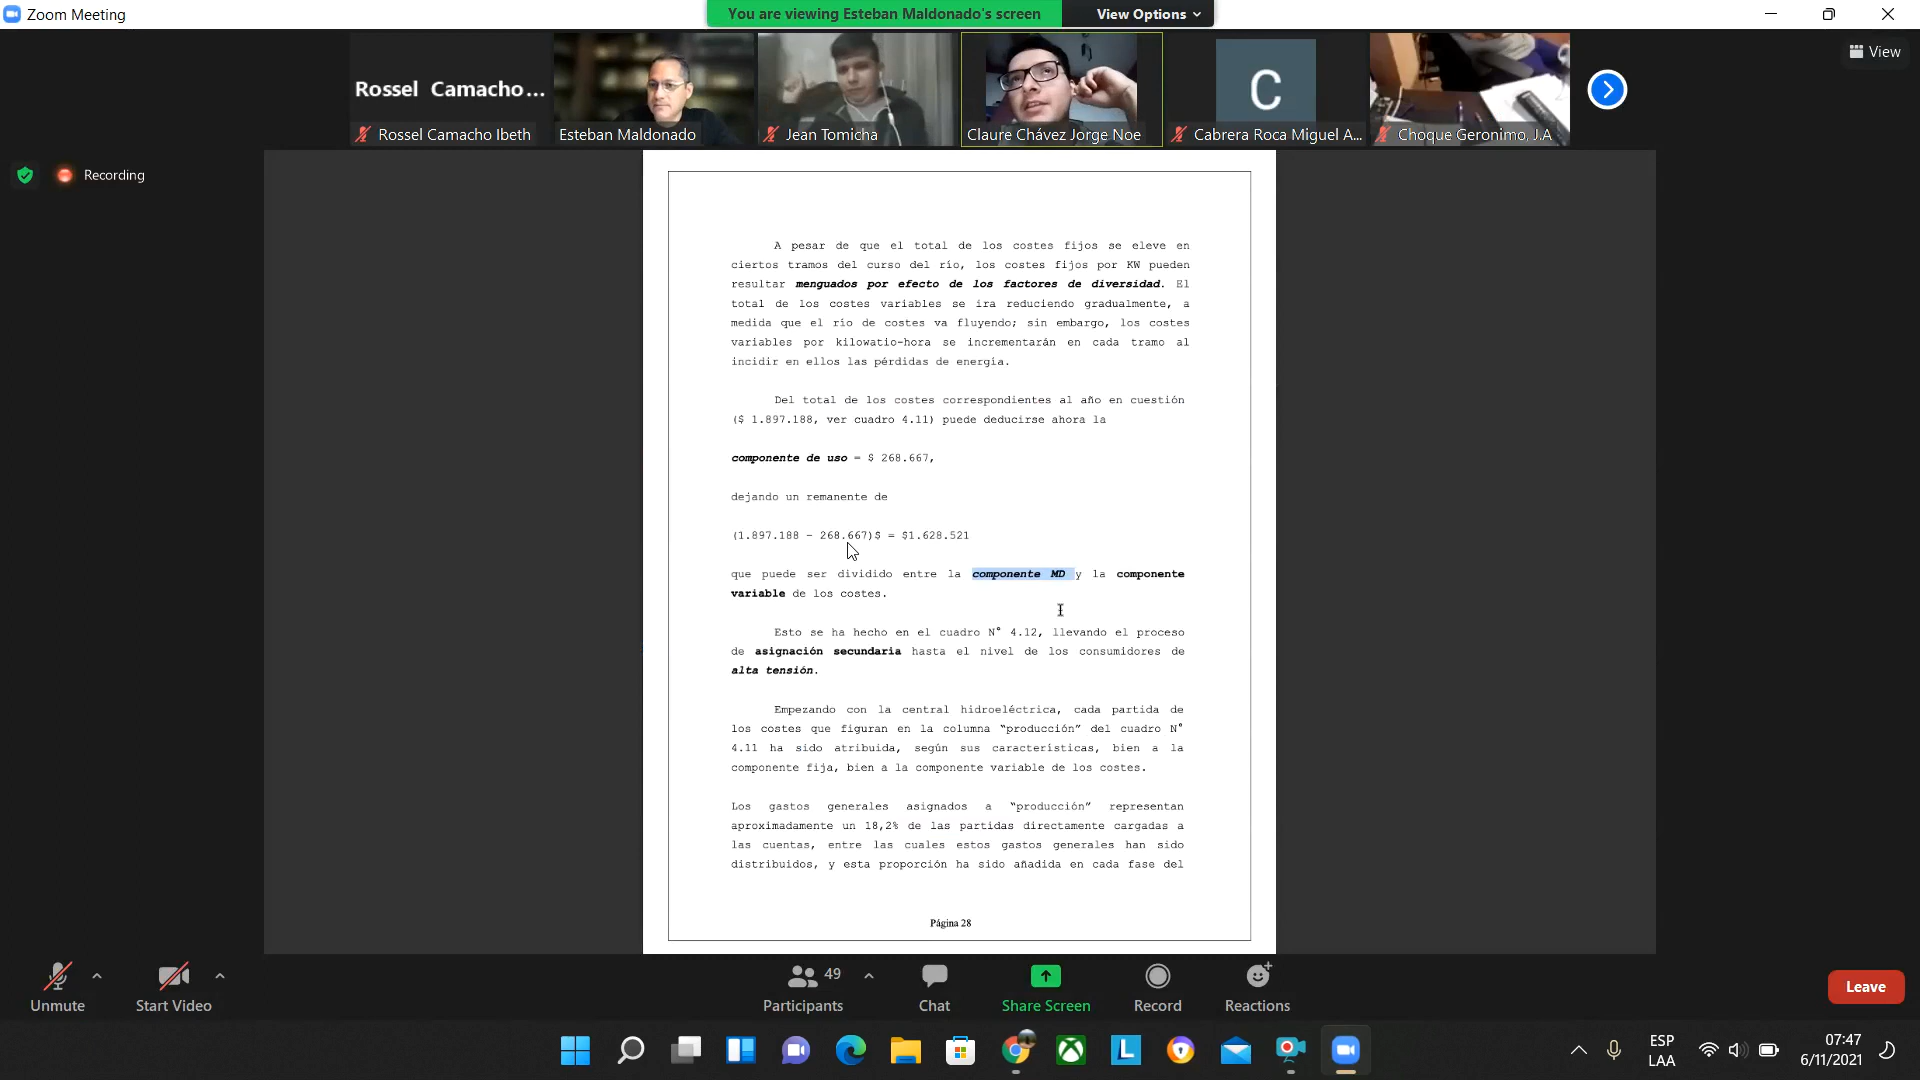 Zoom Meeting
You are viewing Esteban Maldonado's screen
View Options
View
Rossel Camacho...
C
Rossel Camacho Ibeth
Esteban Maldonado
Jean Tomicha
Claure Chávez Jorge Noe
Cabrera Roca Miguel A...
Choque Geronimo, J.A
Recording
A pesar de que el total de los costes fijos se eleve en
ciertos tramos del curso del río, los costes fijos por KW pueden
resultar menguados por efecto de los factores de diversidad. El
total de los costes variables se ira reduciendo gradualmente, a
medida que el río de costes va fluyendo; sin embargo, los costes
variables por kilowatio-hora se incrementarán en cada tramo al
incidir en ellos las pérdidas de energía.
Del total de los costes correspondientes al año en cuestión
($ 1.897.188, ver cuadro 4.11) puede deducirse ahora la
componente de uso = $ 268.667,
dejando un remanente de
(1.897.188 - 268.667)$ = $1.628.521
que puede ser dividido entre la componente MD y la componente
variable de los costes.
Esto se ha hecho en el cuadro N° 4.12, llevando el proceso
de asignación secundaria hasta el nivel de los consumidores de
alta tensión.
Empezando con la central hidroeléctrica, cada partida de
los costes que figuran en la columna "producción" del cuadro N°
4.11 ha sido atribuida, según sus características, bien a la
componente fija, bien a la componente variable de los costes.
Los gastos generales asignados a "producción" representan
aproximadamente un 18,2% de las partidas directamente cargadas a
las cuentas, entre las cuales estos gastos generales han sido
distribuidos, y esta proporción ha sido añadida en cada fase del
Página 28
Unmute
Start Video
49
Participants
Chat
Share Screen
Record
Reactions
Leave
L
ESP
LAA
07:47
6/11/2021